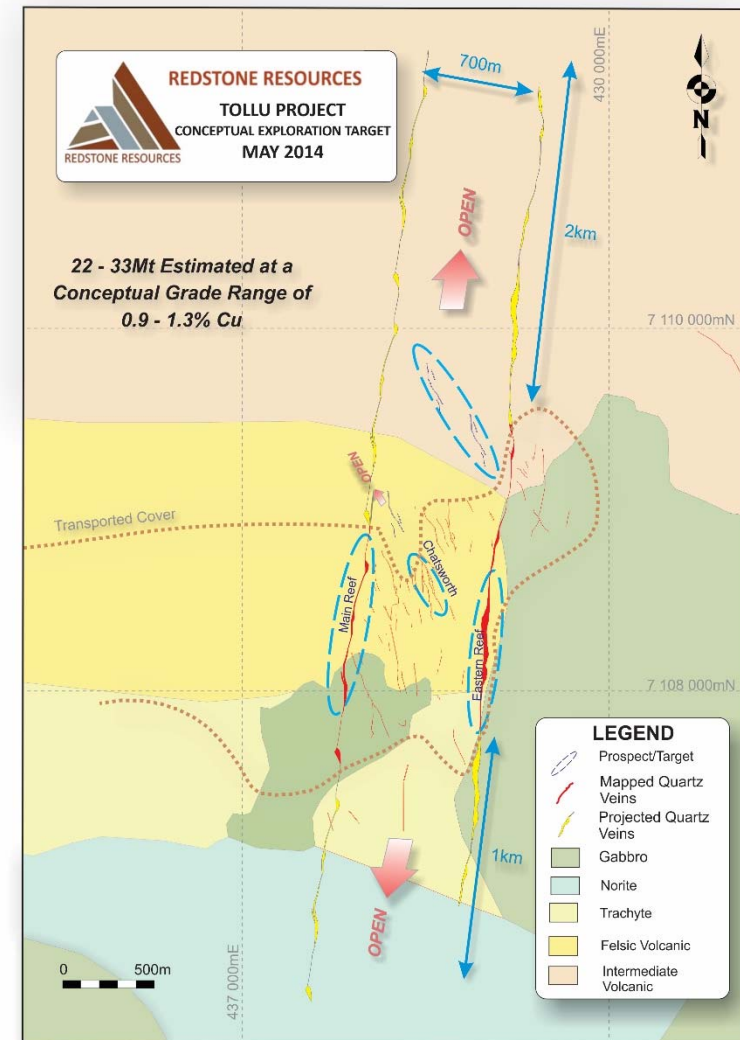 REDSTONE RESOURCES
REDSTONE RESOURCES
TOLLU PROJECT
CONCEPTUAL EXPLORATION TARGET
MAY 2014
700m
430 000mE
N
OPEN
2km
22 - 33Mt Estimated at a
Conceptual Grade Range of
0.9 - 1.3% Cu
7 110 000mN
OPEN
Transported Cover
Chatsworth
Main Reef
Eastern Reef
7 108 000mN
1km
OPEN
437 000mE
0 500m
LEGEND
Prospect/Target
Mapped Quartz
Veins
Projected Quartz
Veins
Gabbro
Norite
Trachyte
Felsic Volcanic
Intermediate
Volcanic